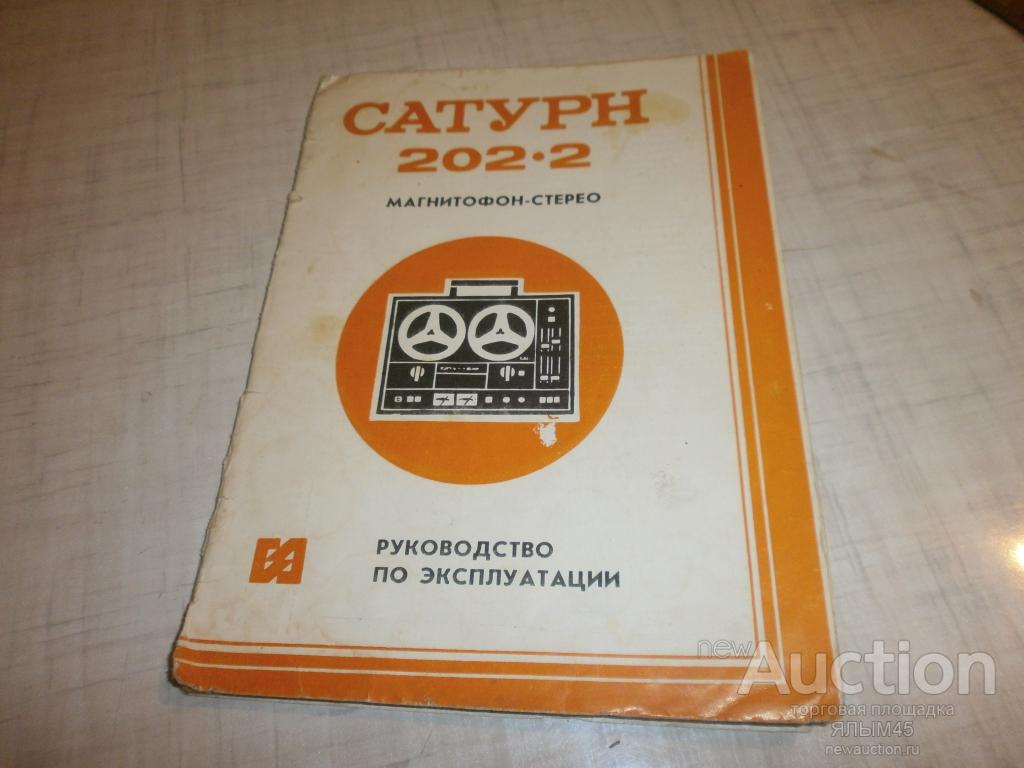 САТУРН
202·2
МАГНИТОФОН-СТЕРЕО
РУКОВОДСТВО
ПО ЭКСПЛУАТАЦИИ
newAuction
торговая площадка
ЯЛЫМ45
newauction.ru